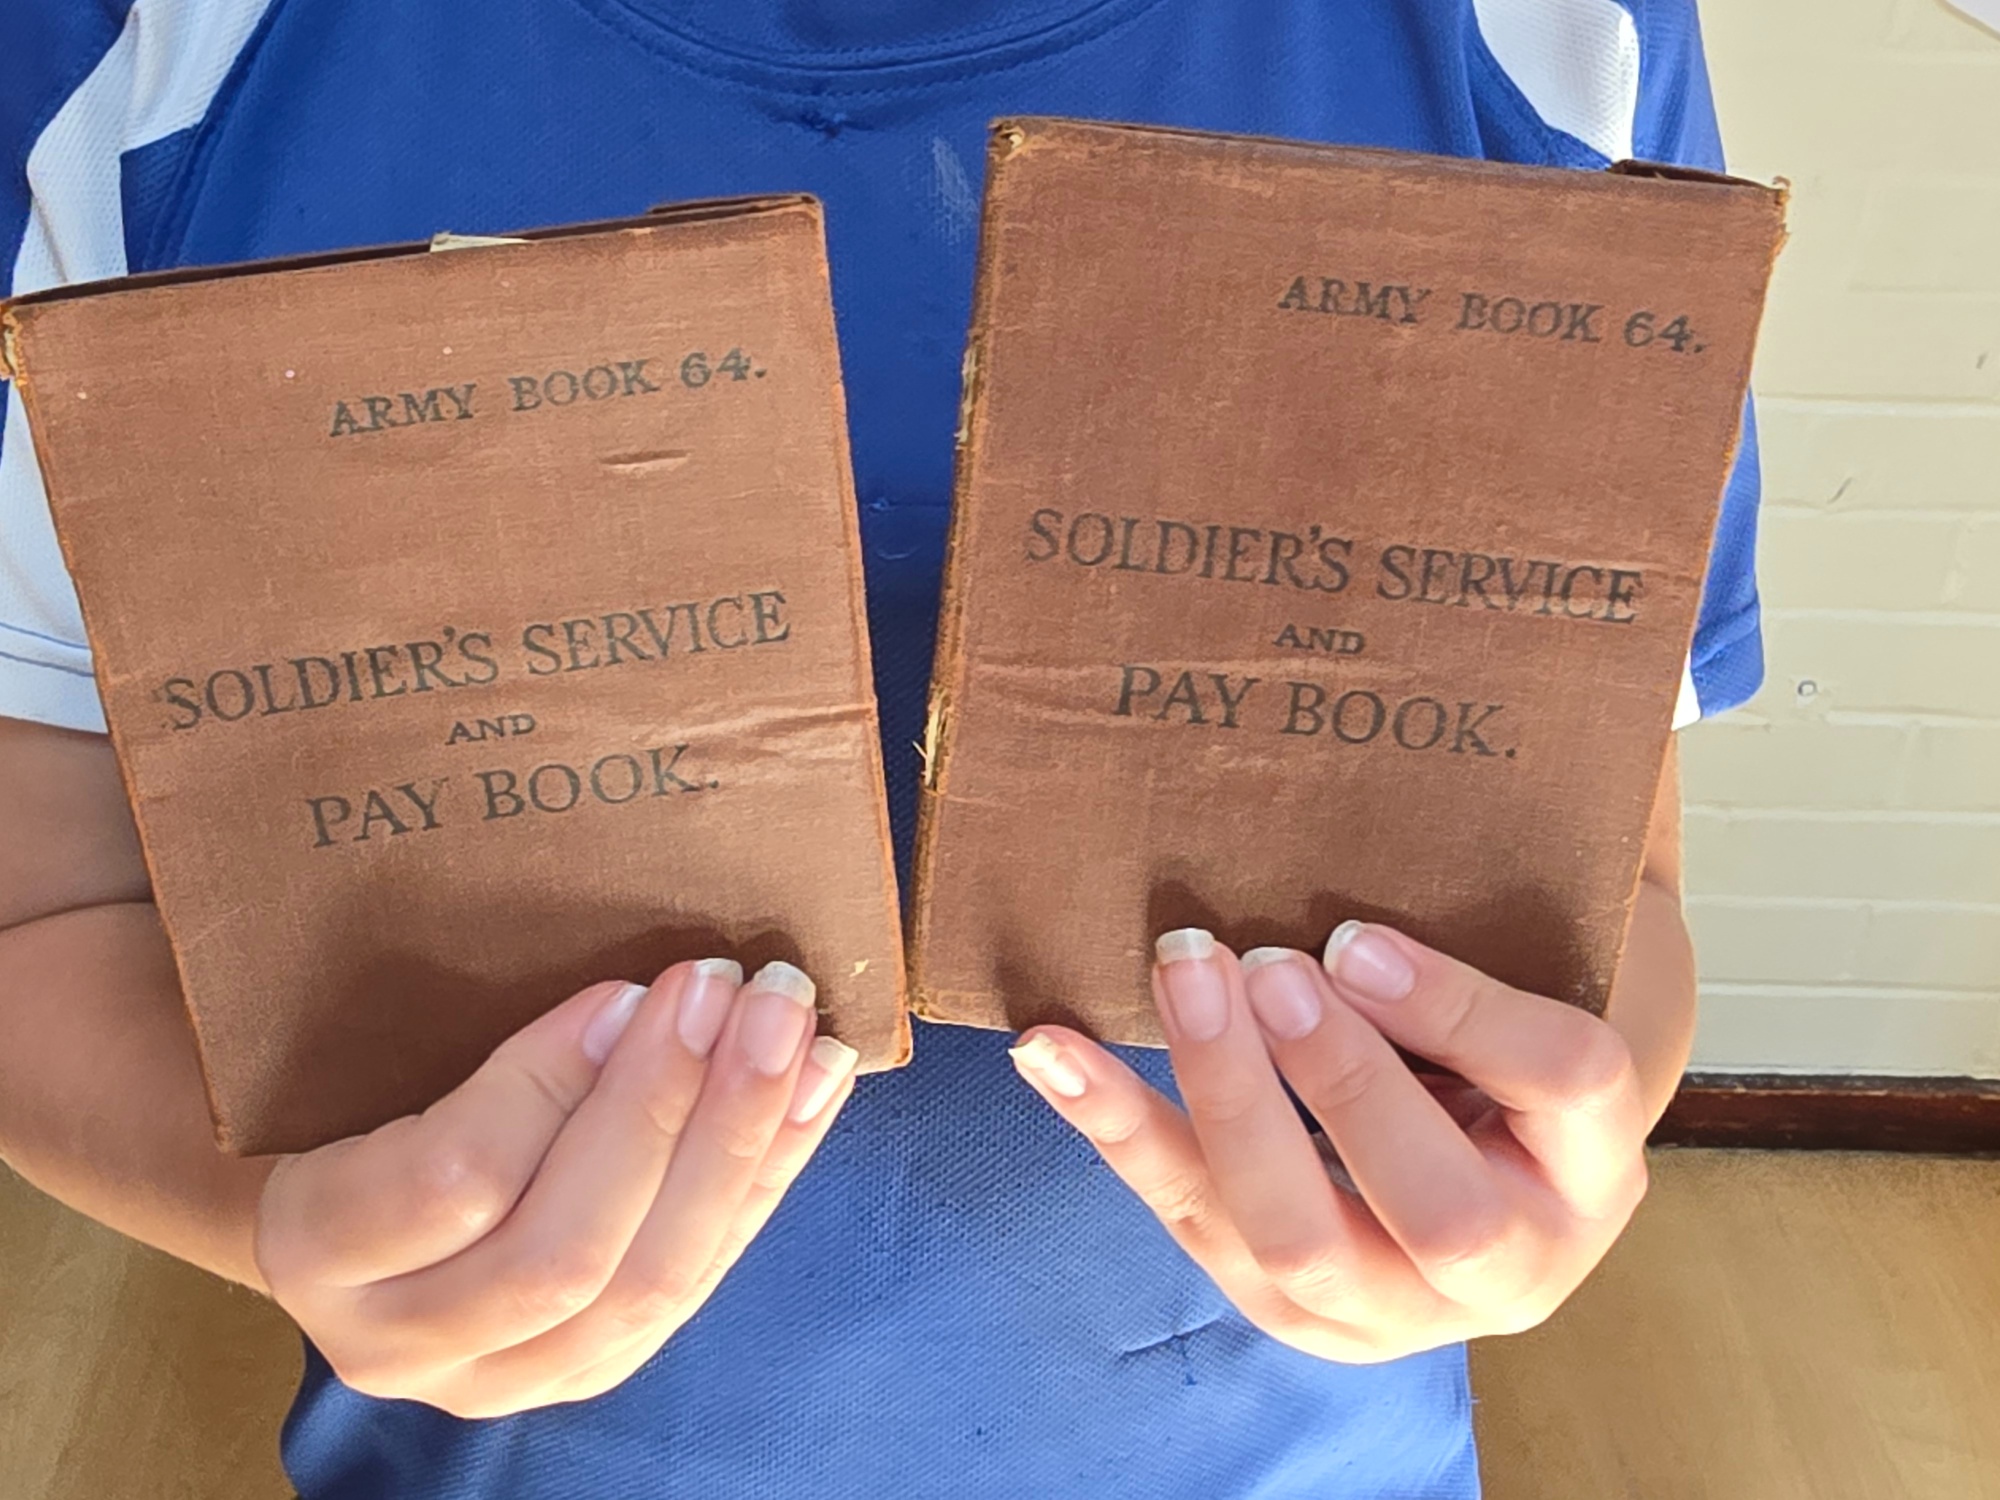 ARMY BOOK 64.
SOLDIER'S SERVICE
AND
PAY BOOK.
ARMY BOOK 64.
SOLDIER'S SERVICE
AND
PAY BOOK.